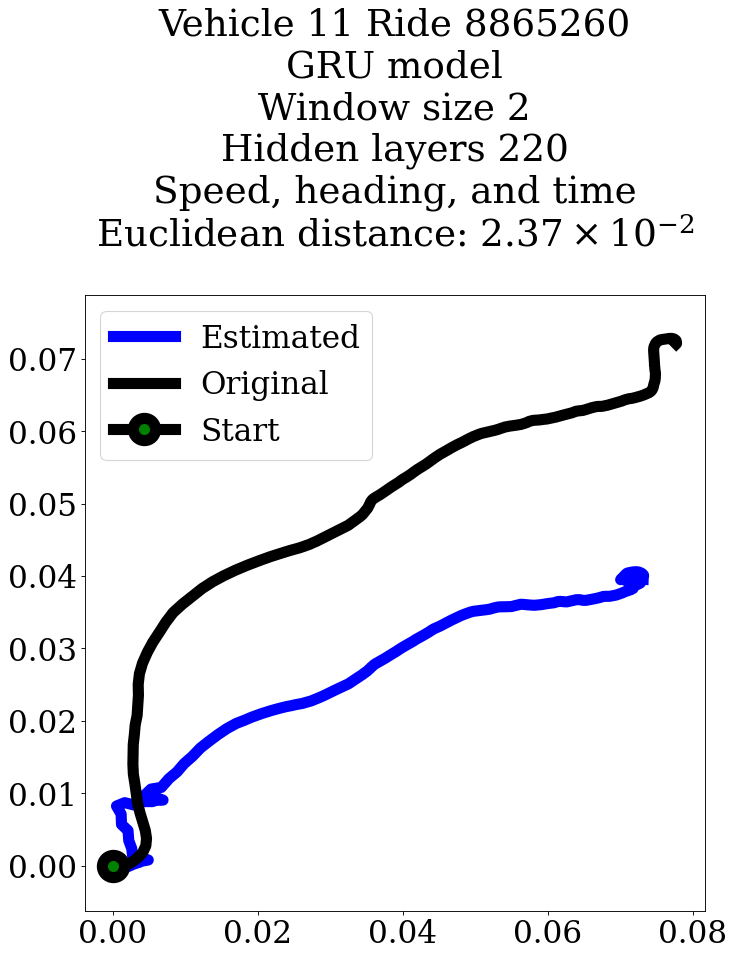 Vehicle 11 Ride 8865260
GRU model
Window size 2
Hidden layers 220
Speed, heading, and time
Euclidean distance: 2.37 × 10⁻²
Estimated
Original
Start
0.07
0.06
0.05
0.04
0.03
0.02
0.01
0.00
0.00 0.02 0.04 0.06 0.08